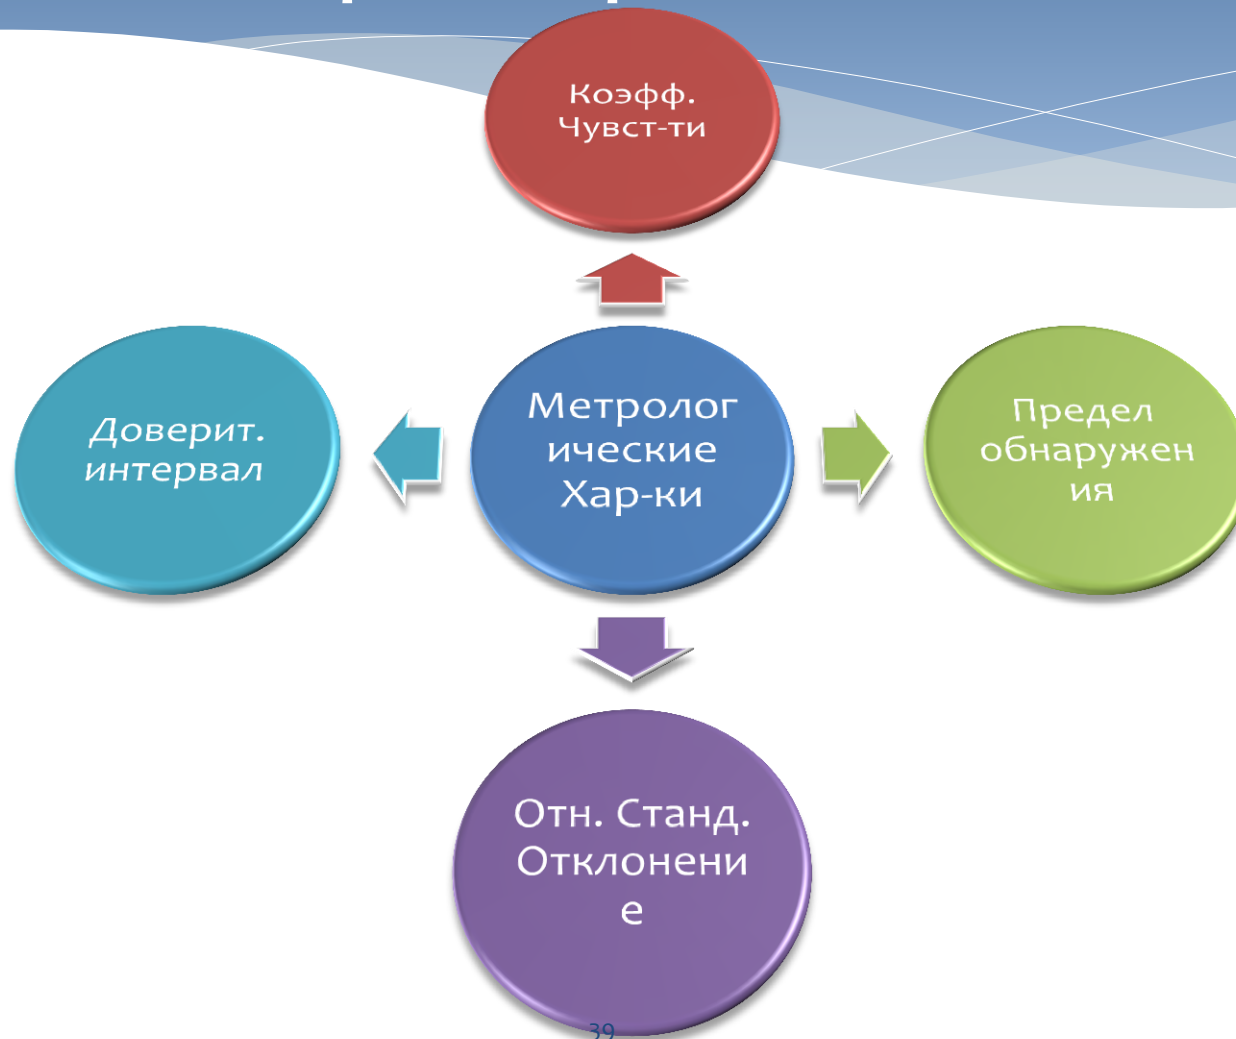 Коэфф.
Чувст-ти
Доверит.
интервал
Метролог
ические
Хар-ки
Предел
обнаружен
ия
Отн. Станд.
Отклонени
е
39